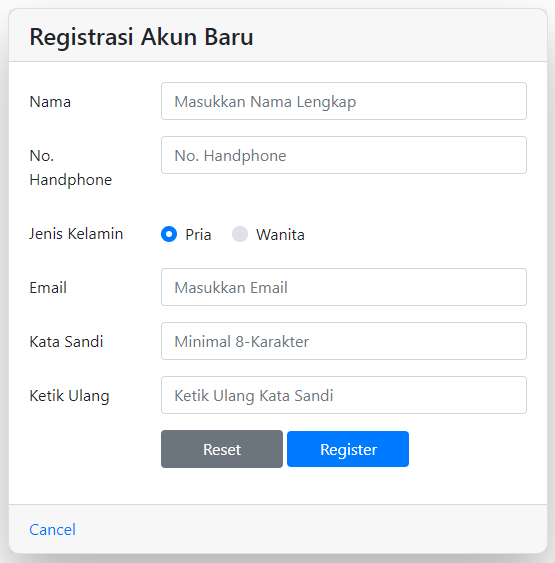 Registrasi Akun Baru
Nama Masukkan Nama Lengkap
No. Handphone No. Handphone
Jenis Kelamin Pria Wanita
Email Masukkan Email
Kata Sandi Minimal 8-Karakter
Ketik Ulang Ketik Ulang Kata Sandi
Reset Register
Cancel